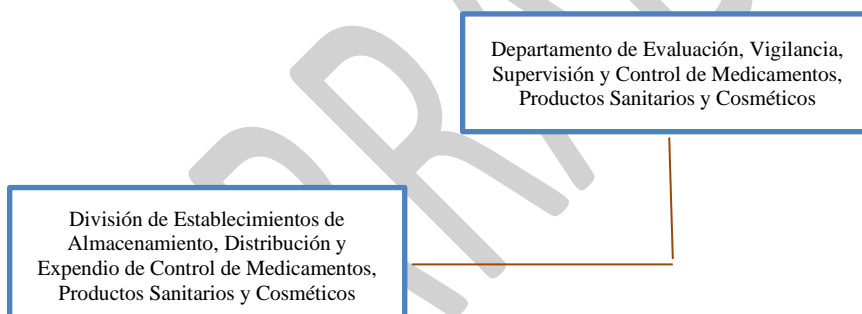 Departamento de Evaluación, Vigilancia,
Supervisión y Control de Medicamentos,
Productos Sanitarios y Cosméticos
División de Establecimientos de
Almacenamiento, Distribución y
Expendio de Control de Medicamentos,
Productos Sanitarios y Cosméticos